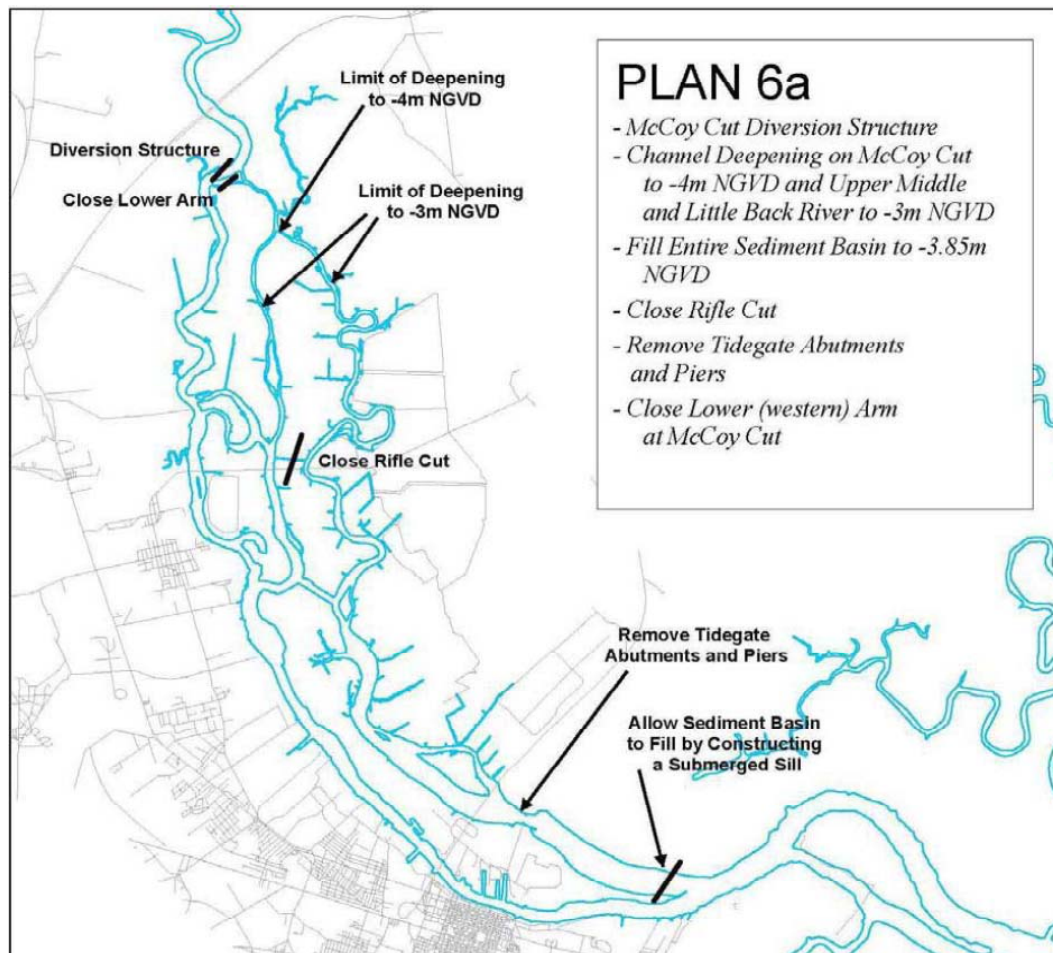 Limit of Deepening
to -4m NGVD
Diversion Structure
Close Lower Arm
Limit of Deepening
to -3m NGVD
Close Rifle Cut
Remove Tidegate
Abutments and Piers
Allow Sediment Basin
to Fill by Constructing
a Submerged Sill
PLAN 6a
- McCoy Cut Diversion Structure
- Channel Deepening on McCoy Cut
to -4m NGVD and Upper Middle
and Little Back River to -3m NGVD
- Fill Entire Sediment Basin to -3.85m
NGVD
- Close Rifle Cut
- Remove Tidegate Abutments
and Piers
- Close Lower (western) Arm
at McCoy Cut